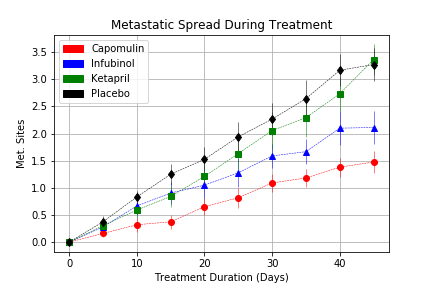 Metastatic Spread During Treatment
Capomulin
Infubinol
Ketapril
Placebo
Met. Sites
3.5
3.0
2.5
2.0
1.5
1.0
0.5
0.0
0 10 20 30 40
Treatment Duration (Days)